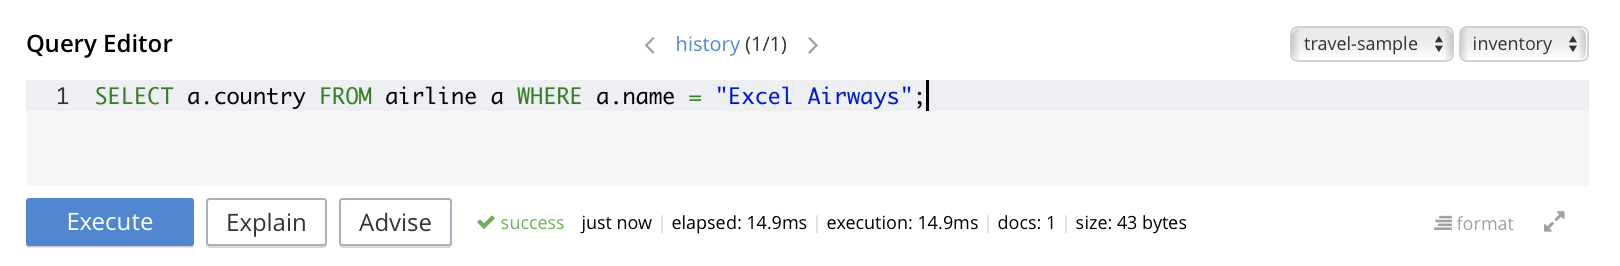 Query Editor
history (1/1)
travel-sample
inventory
1 SELECT a.country FROM airline a WHERE a.name = "Excel Airways";
Execute Explain Advise success just now elapsed: 14.9ms execution: 14.9ms docs: 1 size: 43 bytes format